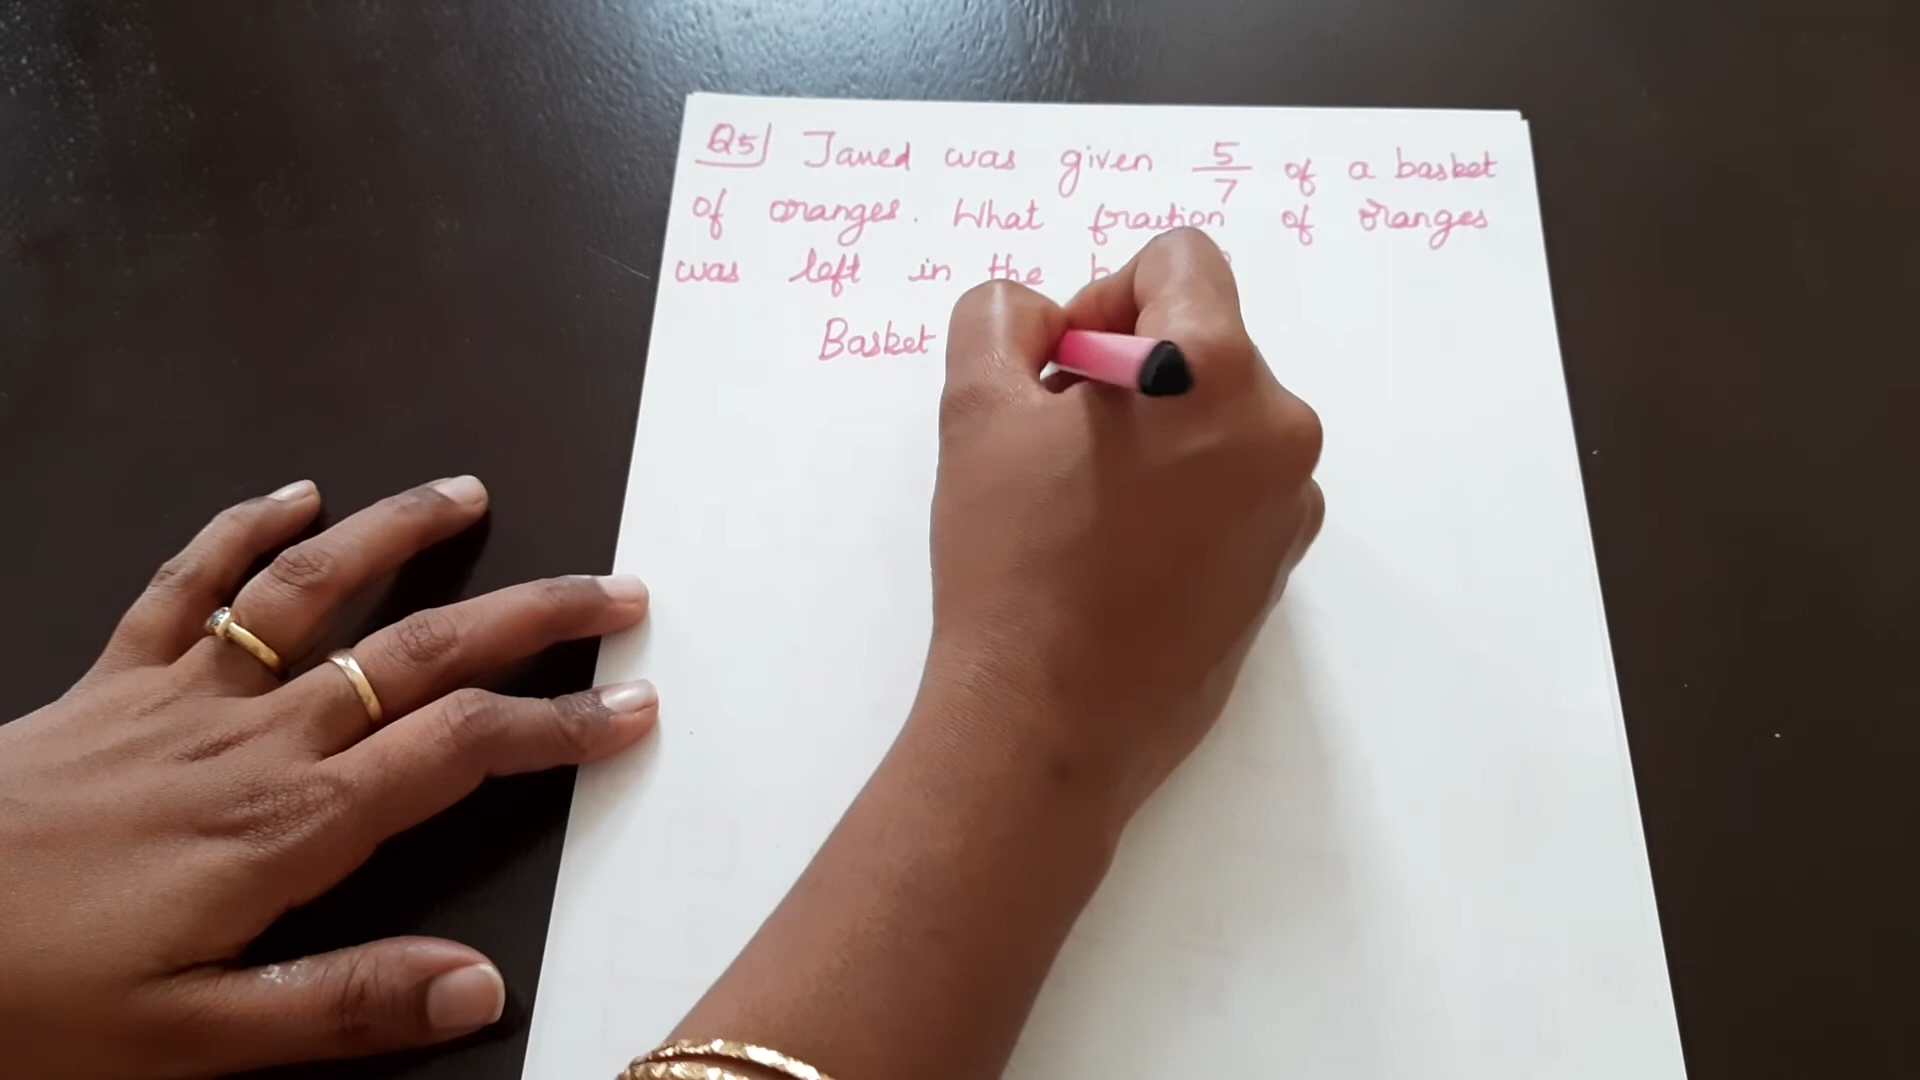 Q5 Janed was given 5/7 of a basket
of oranges. What fraction of oranges
was left in the
Basket